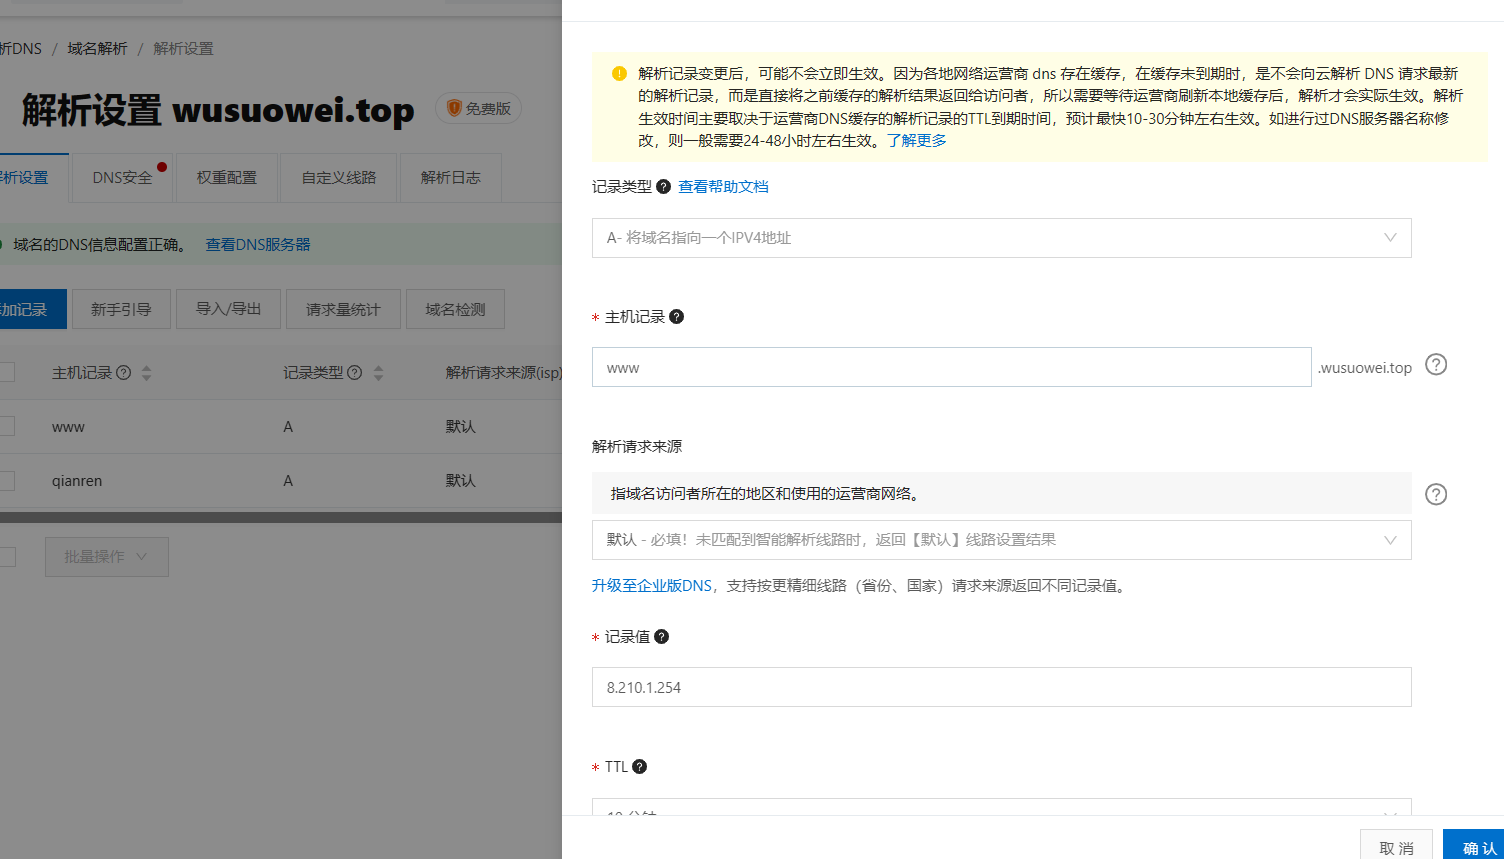 析DNS / 域名解析 / 解析设置
解析设置 wusuowei.top 免费版
解析设置 DNS安全 权重配置 自定义线路 解析日志
域名的DNS信息配置正确。 查看DNS服务器
添加记录 新手引导 导入/导出 请求量统计 域名检测
主机记录 记录类型 解析请求来源(isp)
www A 默认
qianren A 默认
批量操作
解析记录变更后，可能不会立即生效。因为各地网络运营商 dns 存在缓存，在缓存未到期时，是不会向云解析 DNS 请求最新
的解析记录，而是直接将之前缓存的解析结果返回给访问者，所以需要等待运营商刷新本地缓存后，解析才会实际生效。解析
生效时间主要取决于运营商DNS缓存的解析记录的TTL到期时间，预计最快10-30分钟左右生效。如进行过DNS服务器名称修
改，则一般需要24-48小时左右生效。了解更多
记录类型 查看帮助文档
A- 将域名指向一个IPV4地址
* 主机记录
www .wusuowei.top
解析请求来源
指域名访问者所在的地区和使用的运营商网络。
默认 - 必填！未匹配到智能解析线路时，返回【默认】线路设置结果
升级至企业版DNS，支持按更精细线路（省份、国家）请求来源返回不同记录值。
* 记录值
8.210.1.254
* TTL
10 分钟
取消 确认